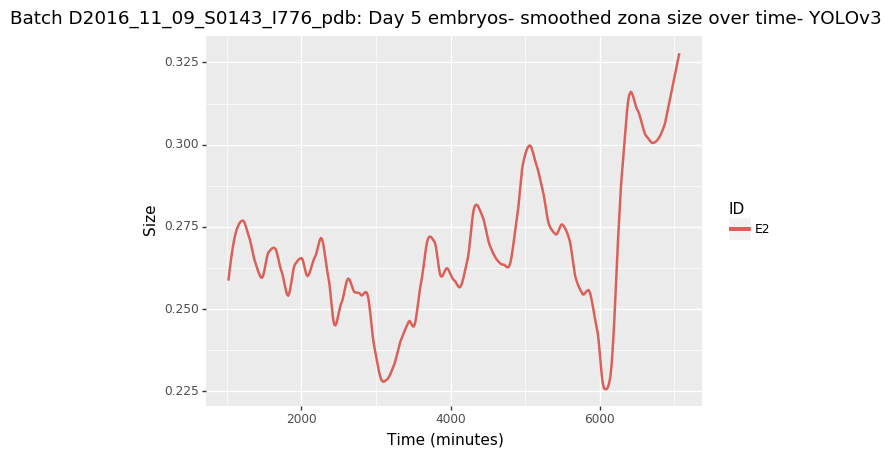 Batch D2016_11_09_S0143_I776_pdb: Day 5 embryos- smoothed zona size over time- YOLOv3
0.325
0.300
0.275
0.250
0.225
Size
2000
4000
6000
Time (minutes)
ID
E2